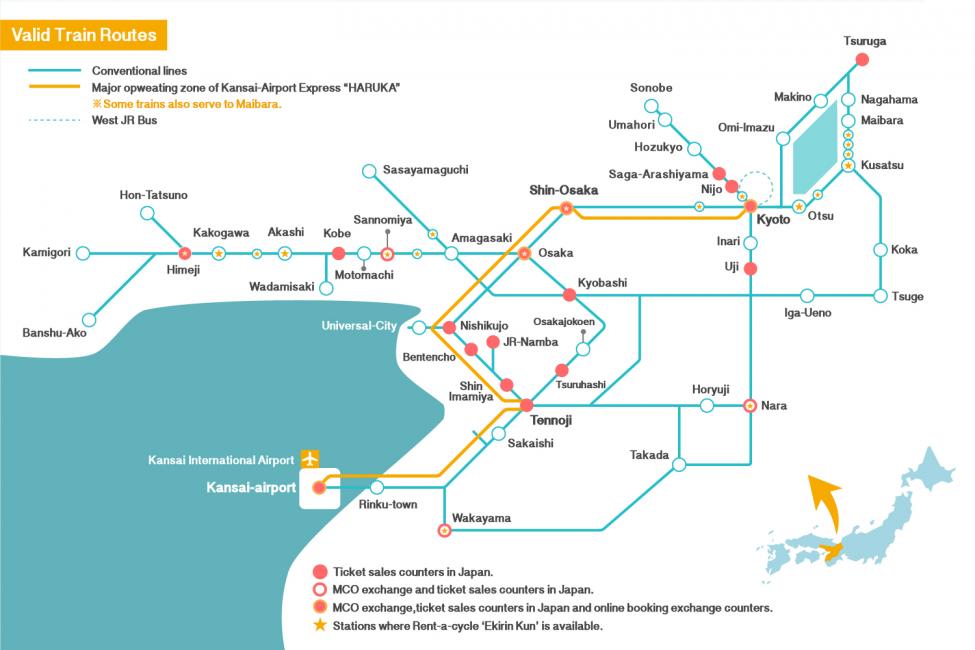 Valid Train Routes
Conventional lines
Major opweating zone of Kansai-Airport Express “HARUKA”
※Some trains also serve to Maibara.
West JR Bus
Tsuruga
Makino
Nagahama
Maibara
Omi-Imazu
Kusatsu
Sonobe
Umahori
Hozukyo
Saga-Arashiyama
Nijo
Shin-Osaka
Kyoto
Otsu
Sasayamaguchi
Hon-Tatsuno
Sannomiya
Kakogawa
Akashi
Kobe
Amagasaki
Osaka
Inari
Koka
Kamigori
Himeji
Motomachi
Uji
Wadamisaki
Kyobashi
Tsuge
Iga-Ueno
Banshu-Ako
Universal-City
Nishikujo
Osakajokoen
JR-Namba
Bentencho
Shin
Imamiya
Tsuruhashi
Horyuji
Nara
Tennoji
Sakaishi
Takada
Kansai International Airport
Kansai-airport
Rinku-town
Wakayama
Ticket sales counters in Japan.
MCO exchange and ticket sales counters in Japan.
MCO exchange,ticket sales counters in Japan and online booking exchange counters.
Stations where Rent-a-cycle ‘Ekirin Kun’ is available.